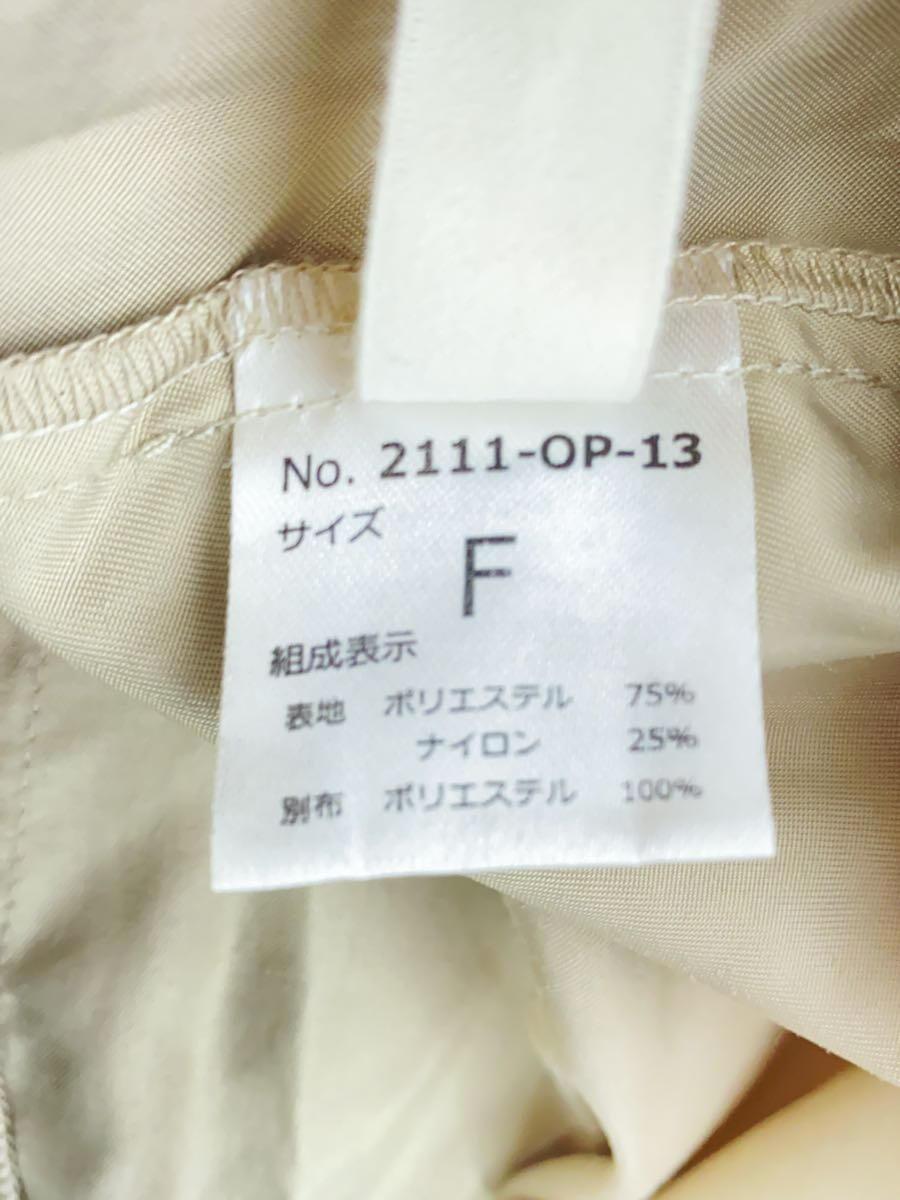 No. 2111-OP-13
サイズ
F
組成表示
表地 ポリエステル 75%
ナイロン 25%
別布 ポリエステル 100%